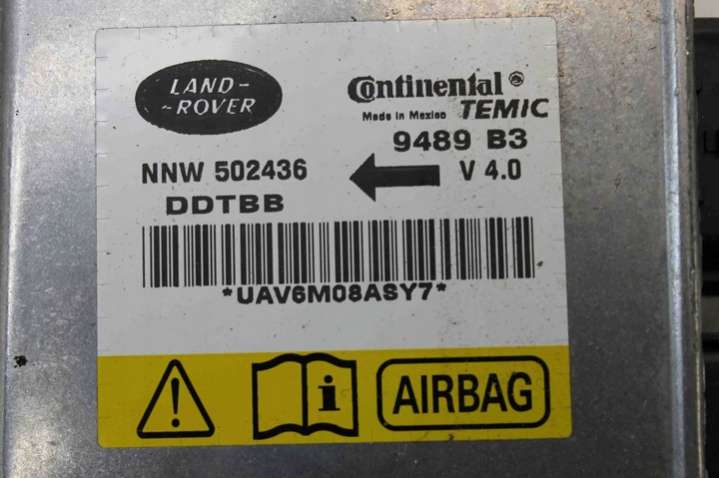 LAND-
-ROVER
Continental
Made in Mexico TEMIC
9489 B3
NNW 502436 V 4.0
DDTBB
*UAV6M08ASY7*
i
AIRBAG